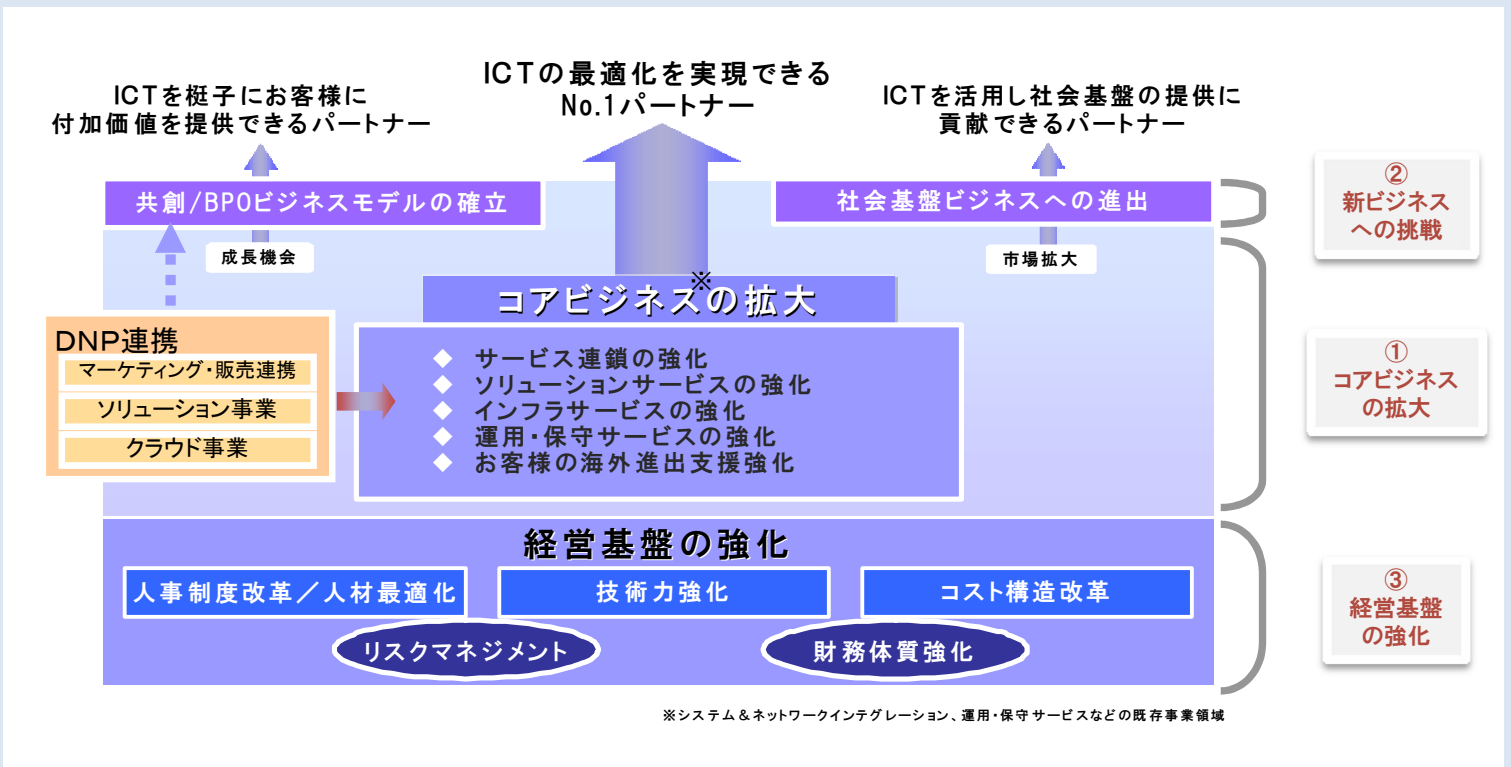 ICTの最適化を実現できる
No.1パートナー
ICTを梃子にお客様に
付加価値を提供できるパートナー
ICTを活用し社会基盤の提供に
貢献できるパートナー
共創/BPOビジネスモデルの確立
社会基盤ビジネスへの進出
②
新ビジネス
への挑戦
成長機会
市場拡大
コアビジネスの拡大※
DNP連携
マーケティング・販売連携
ソリューション事業
クラウド事業
◆ サービス連鎖の強化
◆ ソリューションサービスの強化
◆ インフラサービスの強化
◆ 運用・保守サービスの強化
◆ お客様の海外進出支援強化
①
コアビジネス
の拡大
経営基盤の強化
人事制度改革／人材最適化
技術力強化
コスト構造改革
リスクマネジメント
財務体質強化
③
経営基盤
の強化
※システム＆ネットワークインテグレーション、運用・保守サービスなどの既存事業領域